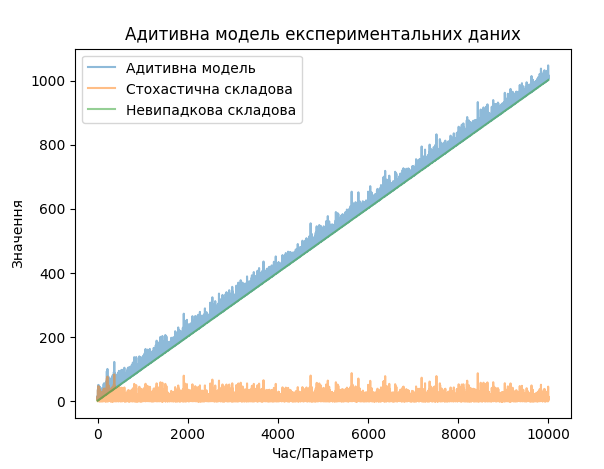 Адитивна модель експериментальних даних
Адитивна модель
Стохастична складова
Невипадкова складова
Значення
1000
800
600
400
200
0
0 2000 4000 6000 8000 10000
Час/Параметр